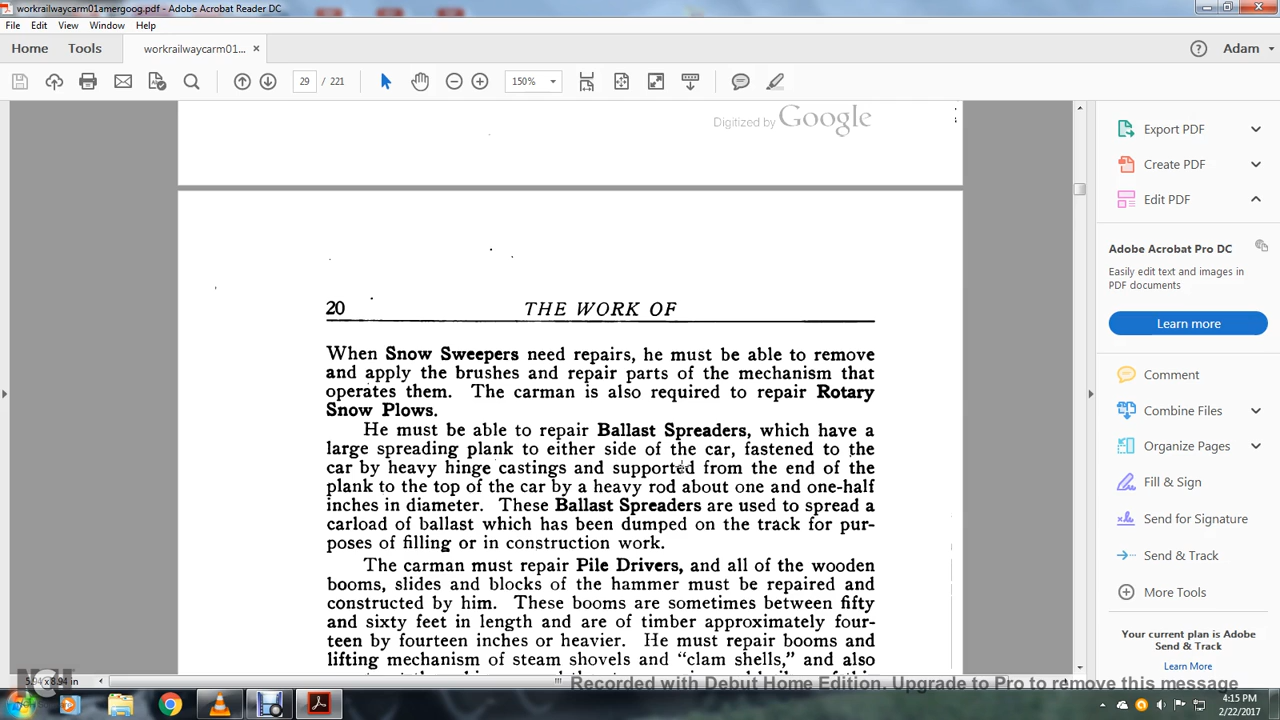 workrailwaycarm01amergoog.pdf - Adobe Acrobat Reader DC
File Edit View Window Help
Home Tools workrailwaycarm01... × Adam
29 / 221 150%
Digitized by Google
20 THE WORK OF
When Snow Sweepers need repairs, he must be able to remove
and apply the brushes and repair parts of the mechanism that
operates them. The carman is also required to repair Rotary
Snow Plows.
He must be able to repair Ballast Spreaders, which have a
large spreading plank to either side of the car, fastened to the
car by heavy hinge castings and supported from the end of the
plank to the top of the car by a heavy rod about one and one-half
inches in diameter. These Ballast Spreaders are used to spread a
carload of ballast which has been dumped on the track for pur-
poses of filling or in construction work.
The carman must repair Pile Drivers, and all of the wooden
booms, slides and blocks of the hammer must be repaired and
constructed by him. These booms are sometimes between fifty
and sixty feet in length and are of timber approximately four-
teen by fourteen inches or heavier. He must repair booms and
lifting mechanism of steam shovels and "clam shells," and also
Export PDF
Create PDF
Edit PDF
Adobe Acrobat Pro DC
Easily edit text and images in
PDF documents
Learn more
Comment
Combine Files
Organize Pages
Fill & Sign
Send for Signature
Send & Track
More Tools
Your current plan is Adobe
Send & Track
Learn More
5.94 x 8.94 in
Recorded with Debut Home Edition. Upgrade to Pro to remove this message
4:15 PM
2/22/2017